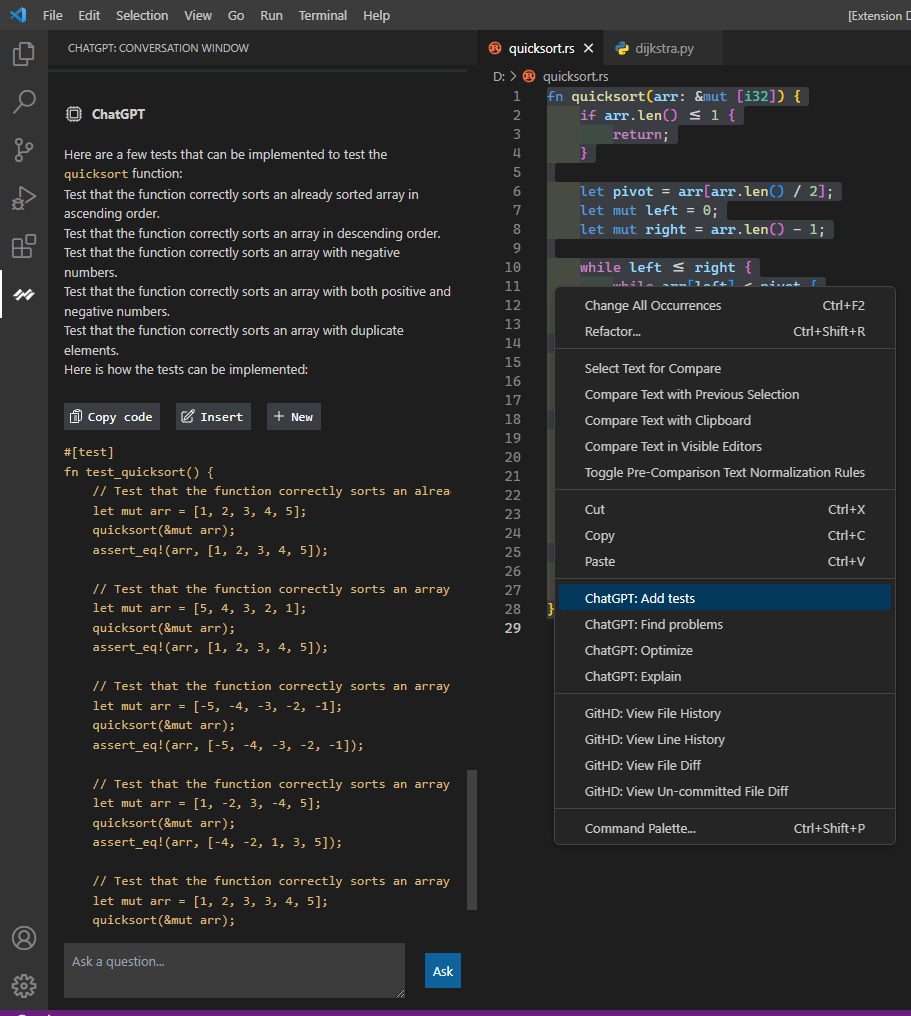 File Edit Selection View Go Run Terminal Help [Extension D
CHATGPT: CONVERSATION WINDOW
ChatGPT
Here are a few tests that can be implemented to test the
quicksort function:
Test that the function correctly sorts an already sorted array in
ascending order.
Test that the function correctly sorts an array in descending order.
Test that the function correctly sorts an array with negative
numbers.
Test that the function correctly sorts an array with both positive and
negative numbers.
Test that the function correctly sorts an array with duplicate
elements.
Here is how the tests can be implemented:
Copy code Insert + New
#[test]
fn test_quicksort() {
// Test that the function correctly sorts an alrea
let mut arr = [1, 2, 3, 4, 5];
quicksort(&mut arr);
assert_eq!(arr, [1, 2, 3, 4, 5]);
// Test that the function correctly sorts an array
let mut arr = [5, 4, 3, 2, 1];
quicksort(&mut arr);
assert_eq!(arr, [1, 2, 3, 4, 5]);
// Test that the function correctly sorts an array
let mut arr = [-5, -4, -3, -2, -1];
quicksort(&mut arr);
assert_eq!(arr, [-5, -4, -3, -2, -1]);
// Test that the function correctly sorts an array
let mut arr = [1, -2, 3, -4, 5];
quicksort(&mut arr);
assert_eq!(arr, [-4, -2, 1, 3, 5]);
// Test that the function correctly sorts an array
let mut arr = [1, 2, 3, 3, 4, 5];
quicksort(&mut arr);
Ask a question...
Ask
quicksort.rs dijkstra.py
D: > quicksort.rs
1 fn quicksort(arr: &mut [i32]) {
2 if arr.len() ≤ 1 {
3 return;
4 }
5
6 let pivot = arr[arr.len() / 2];
7 let mut left = 0;
8 let mut right = arr.len() - 1;
9
10 while left ≤ right {
11 while arr[left] < pivot {
12
13
14
15
16
17
18
19
20
21
22
23
24
25
26
27
28 }
29
Change All Occurrences Ctrl+F2
Refactor... Ctrl+Shift+R
Select Text for Compare
Compare Text with Previous Selection
Compare Text with Clipboard
Compare Text in Visible Editors
Toggle Pre-Comparison Text Normalization Rules
Cut Ctrl+X
Copy Ctrl+C
Paste Ctrl+V
ChatGPT: Add tests
ChatGPT: Find problems
ChatGPT: Optimize
ChatGPT: Explain
GitHD: View File History
GitHD: View Line History
GitHD: View File Diff
GitHD: View Un-committed File Diff
Command Palette... Ctrl+Shift+P